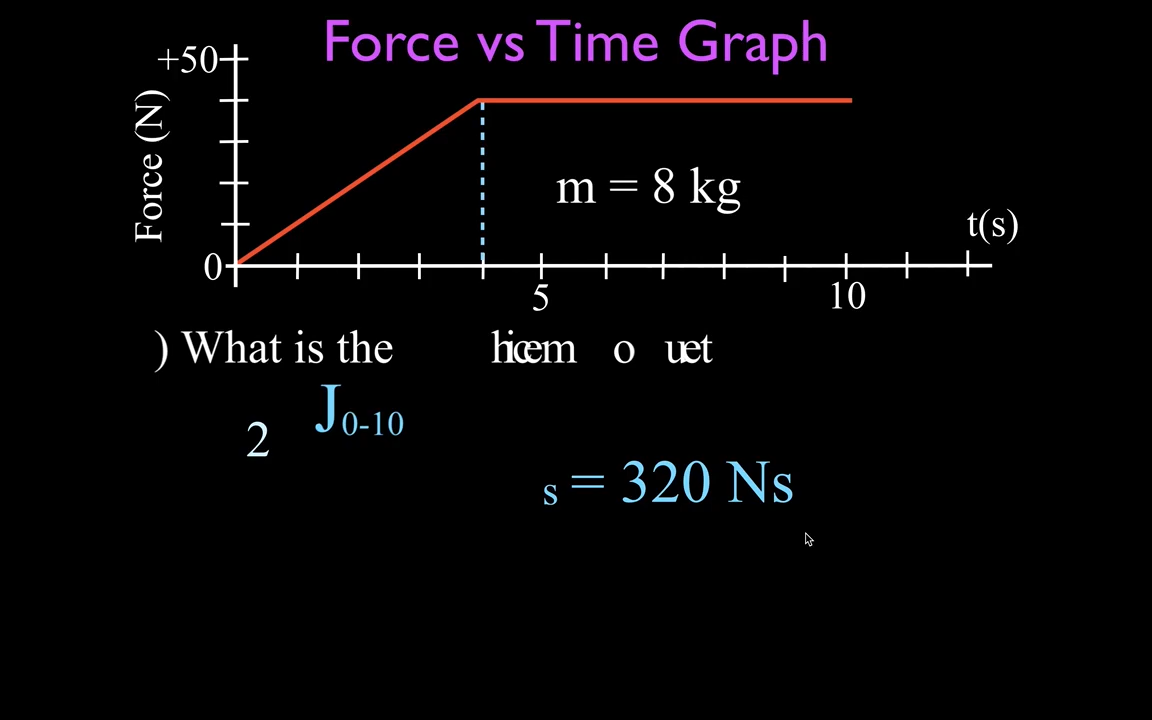 Force vs Time Graph
+50
Force (N)
m = 8 kg
t(s)
0
5
10
) What is the
J0-10
2
s = 320 Ns